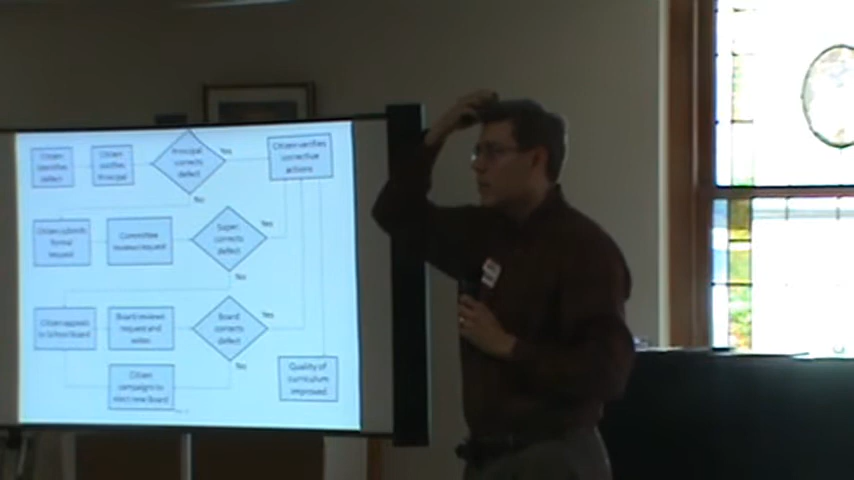 Citizen
identifies
defect
Citizen
notifies
Principal
Principal
corrects
defect
Yes
Citizen verifies
corrective
actions
No
Citizen submits
formal
request
Committee
reviews request
Super.
corrects
defect
Yes
No
Citizen appeals
to School Board
Board reviews
request and
votes
Board
corrects
defect
Yes
No
Citizen
campaign to
elect new Board
Quality of
curriculum
improved